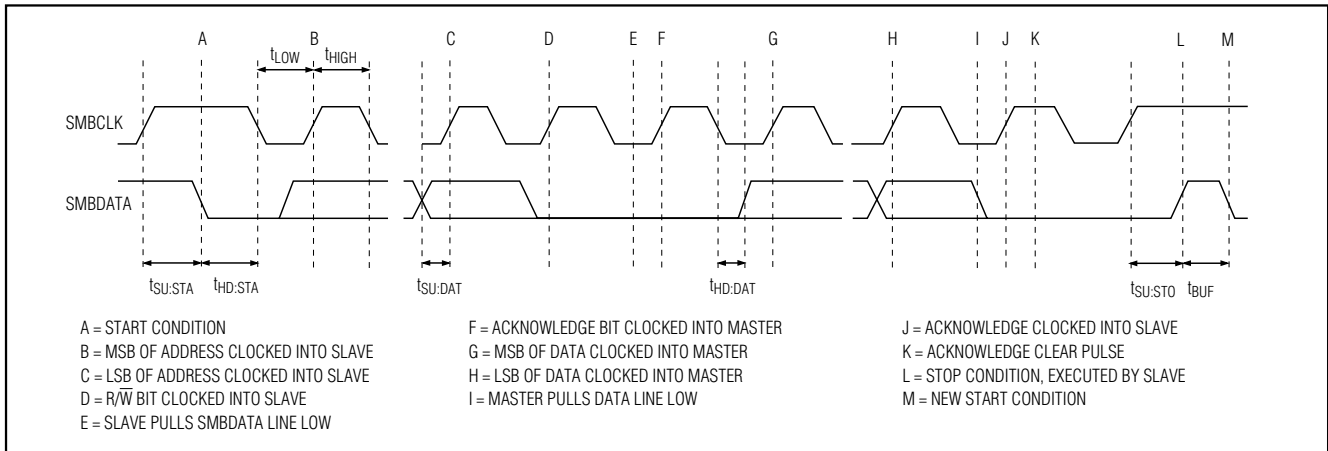 A B C D E F G H I J K L M
tLOW tHIGH
SMBCLK
SMBDATA
tSU:STA tHD:STA tSU:DAT tHD:DAT tSU:STO tBUF
A = START CONDITION
B = MSB OF ADDRESS CLOCKED INTO SLAVE
C = LSB OF ADDRESS CLOCKED INTO SLAVE
D = R/W̅ BIT CLOCKED INTO SLAVE
E = SLAVE PULLS SMBDATA LINE LOW
F = ACKNOWLEDGE BIT CLOCKED INTO MASTER
G = MSB OF DATA CLOCKED INTO MASTER
H = LSB OF DATA CLOCKED INTO MASTER
I = MASTER PULLS DATA LINE LOW
J = ACKNOWLEDGE CLOCKED INTO SLAVE
K = ACKNOWLEDGE CLEAR PULSE
L = STOP CONDITION, EXECUTED BY SLAVE
M = NEW START CONDITION